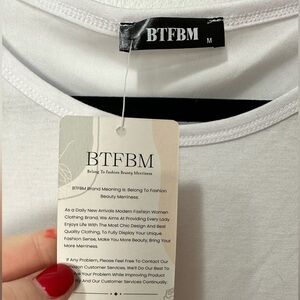 BTFBM
M
BTFBM
Belong To Fashion Beauty Merriness
BTFBM Brand Meaning Is, Belong To Fashion
Beauty Merriness.
As a Daily New Arrivals Modern Fashion Women
Clothing Brand, We Aims At Providing Every Lady
Enjoys Life With The Most Chic Design And Best
Quality Clothing, To Fully Display Your Unique
Fashion Sense, Make You More Beauty, Bring Your
More Merriness.
If Any Problem, Please Feel Free To Contact Our
Customer Services, We'll Do Our Best To
The Problem Improving Product
And Our Customer Services Continually.